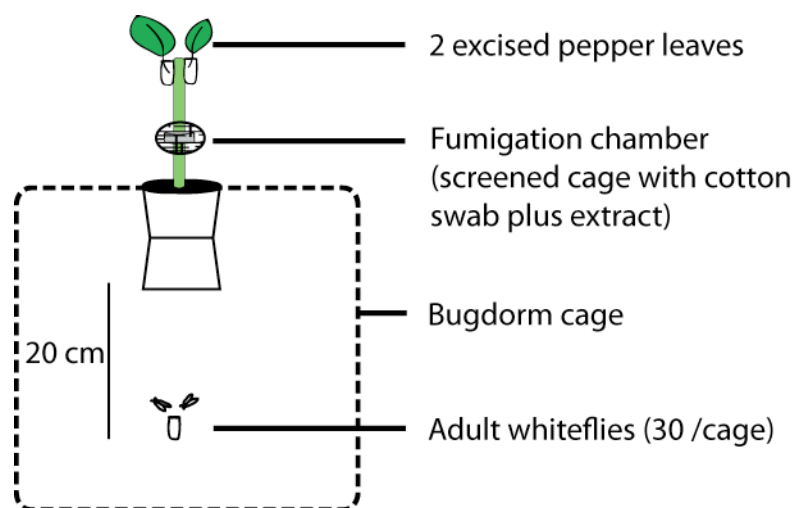 2 excised pepper leaves
Fumigation chamber
(screened cage with cotton
swab plus extract)
Bugdorm cage
20 cm
Adult whiteflies (30 /cage)